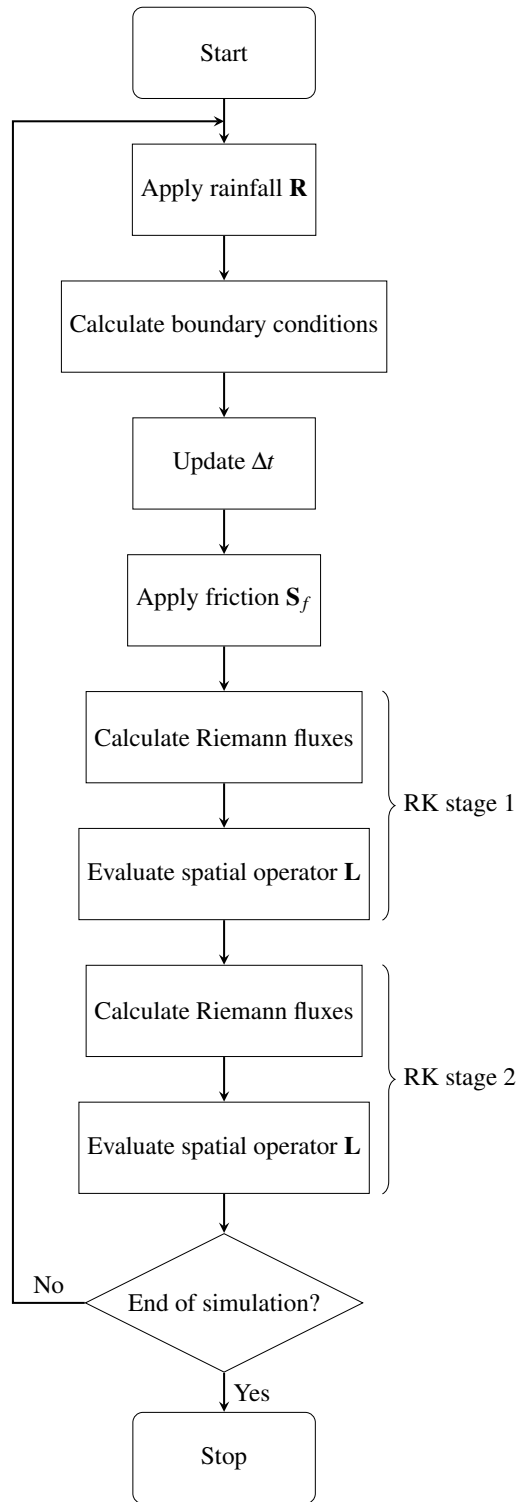 Start
Apply rainfall R
Calculate boundary conditions
Update Δt
Apply friction S_f
Calculate Riemann fluxes
RK stage 1
Evaluate spatial operator L
Calculate Riemann fluxes
RK stage 2
Evaluate spatial operator L
No
End of simulation?
Yes
Stop